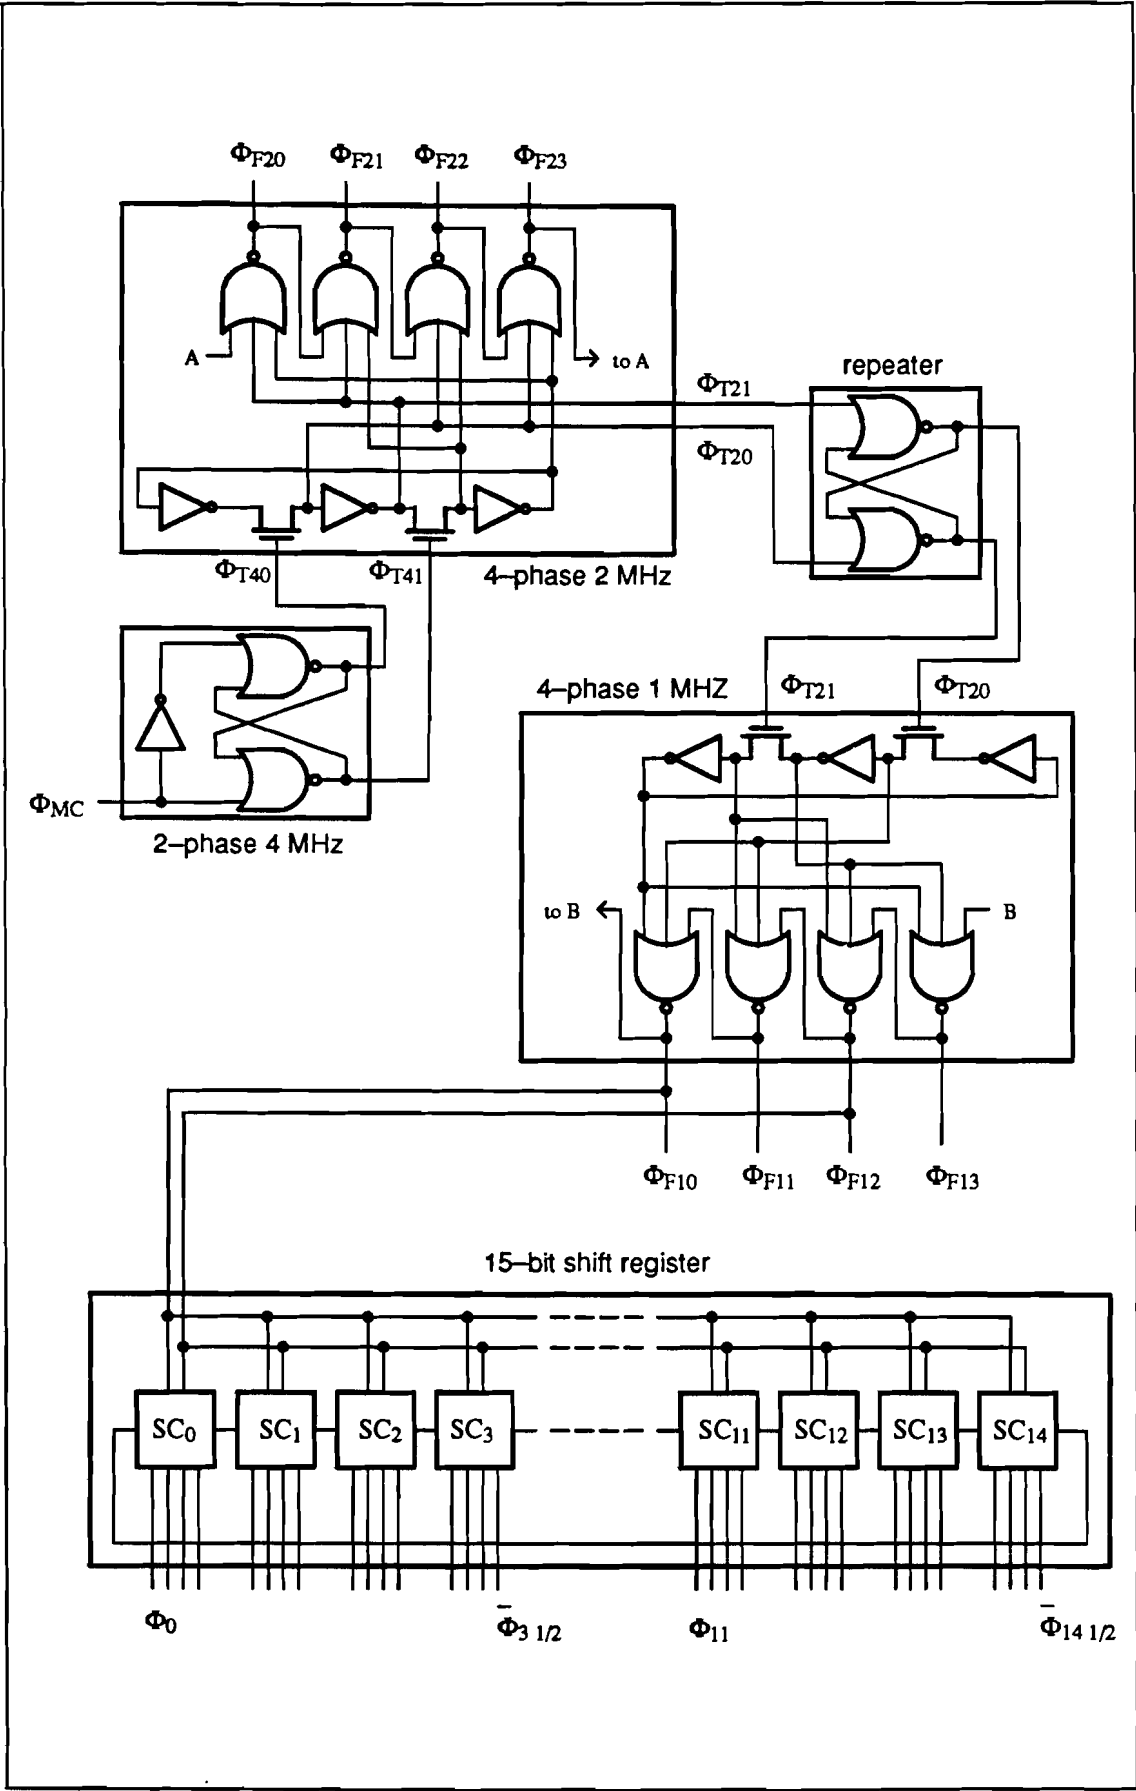 ΦF20 ΦF21 ΦF22 ΦF23
A
to A
repeater
ΦT21
ΦT20
ΦT40 ΦT41 4–phase 2 MHz
4–phase 1 MHZ ΦT21 ΦT20
ΦMC
2–phase 4 MHz
to B B
ΦF10 ΦF11 ΦF12 ΦF13
15–bit shift register
SC0 SC1 SC2 SC3 SC11 SC12 SC13 SC14
Φ0 Φ̅3 1/2 Φ11 Φ̅14 1/2